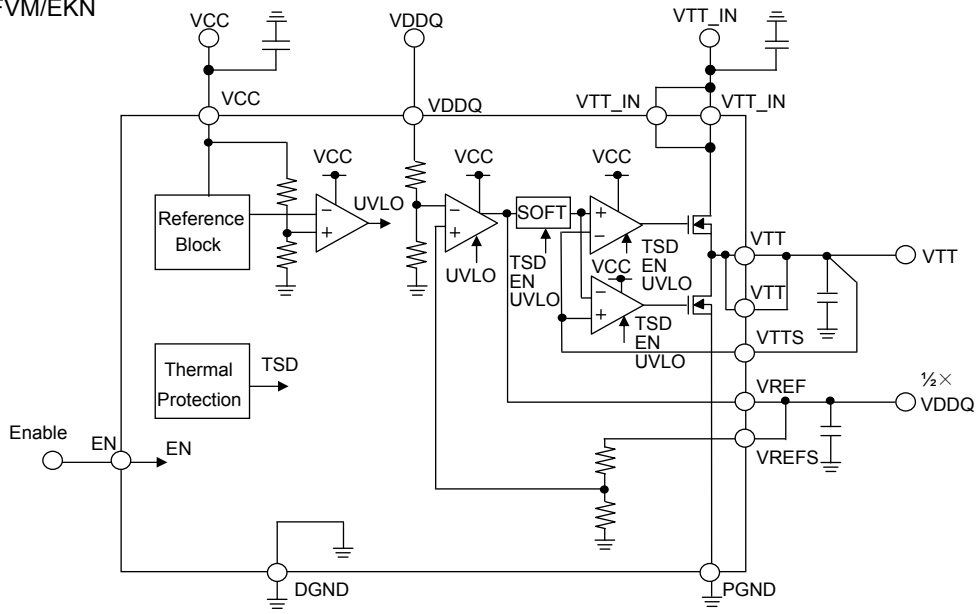 FVM/EKN
VCC
VDDQ
VTT_IN
VCC
VDDQ
VTT_IN
VTT_IN
VCC
VCC
VCC
UVLO
Reference
Block
−
+
−
+
SOFT
+
−
UVLO
TSD
EN
UVLO
TSD
EN
UVLO
VCC
−
+
TSD
EN
UVLO
VTT
VTT
VTT
VTTS
Thermal
Protection
TSD
VREF
½×
VDDQ
VREFS
Enable
EN
EN
DGND
PGND